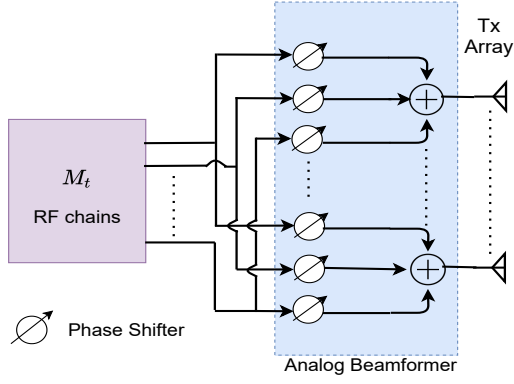 Tx
Array
M_t
RF chains
Phase Shifter
Analog Beamformer